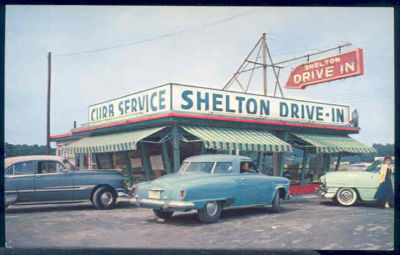 SHELTON
DRIVE IN
CURB SERVICE
SHELTON DRIVE-IN